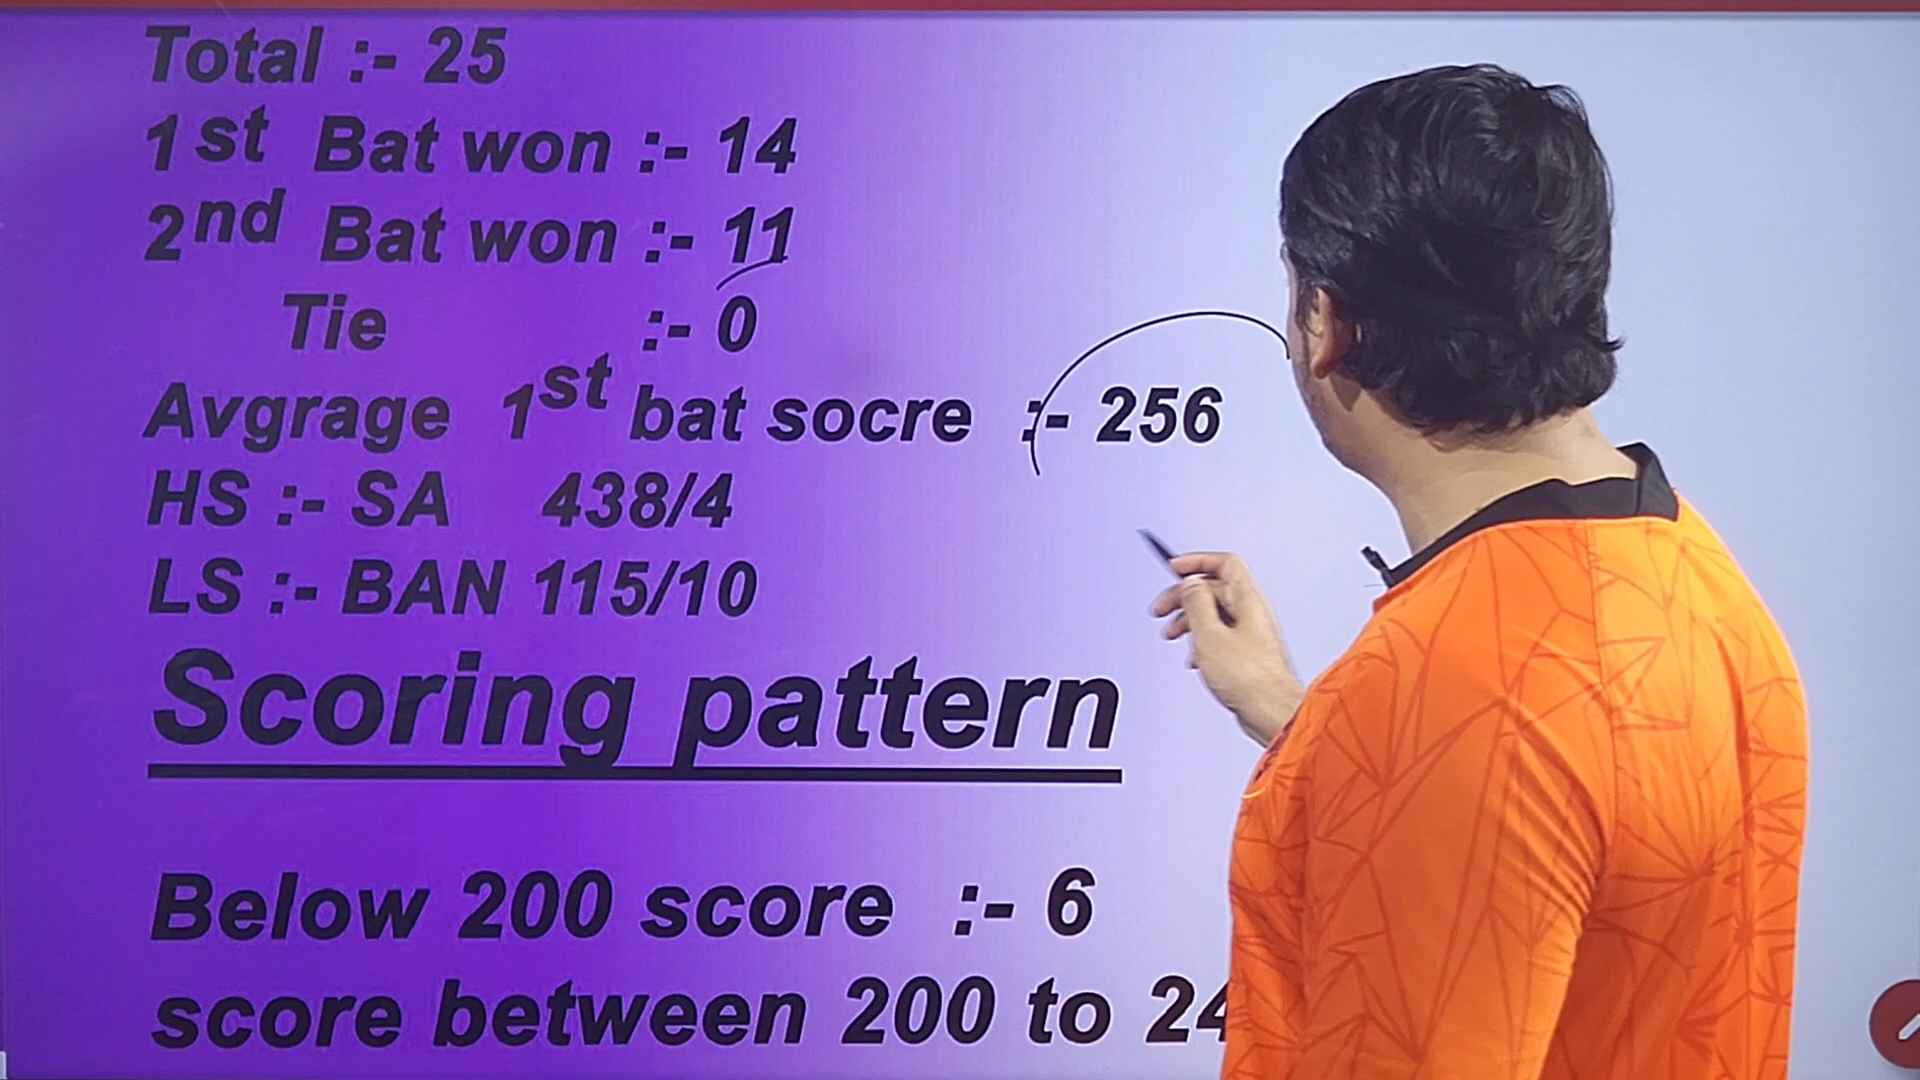 Total :- 25
1st Bat won :- 14
2nd Bat won :- 11
Tie :- 0
Avgrage 1st bat socre :- 256
HS :- SA 438/4
LS :- BAN 115/10
Scoring pattern
Below 200 score :- 6
score between 200 to 24